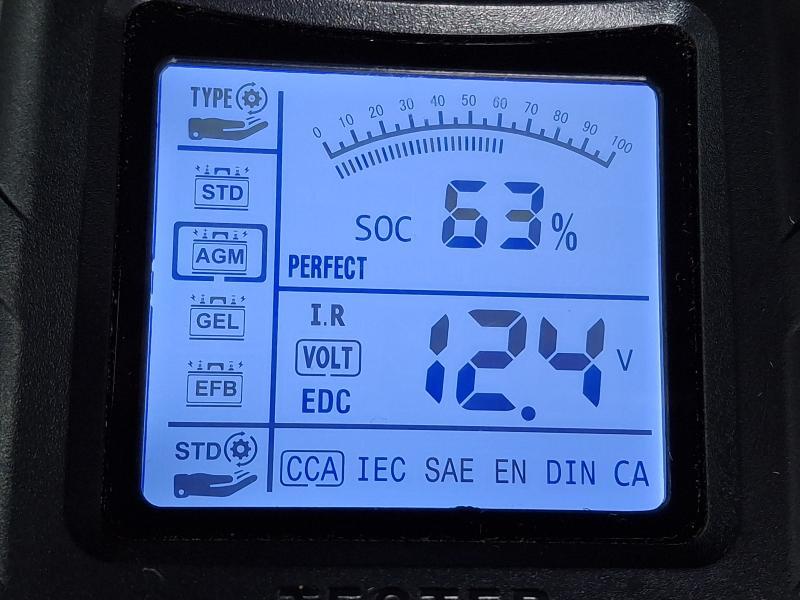 TYPE
STD
AGM
GEL
EFB
STD
0 10 20 30 40 50 60 70 80 90 100
SOC 63%
PERFECT
I.R
VOLT
EDC
12.4 V
CCA IEC SAE EN DIN CA